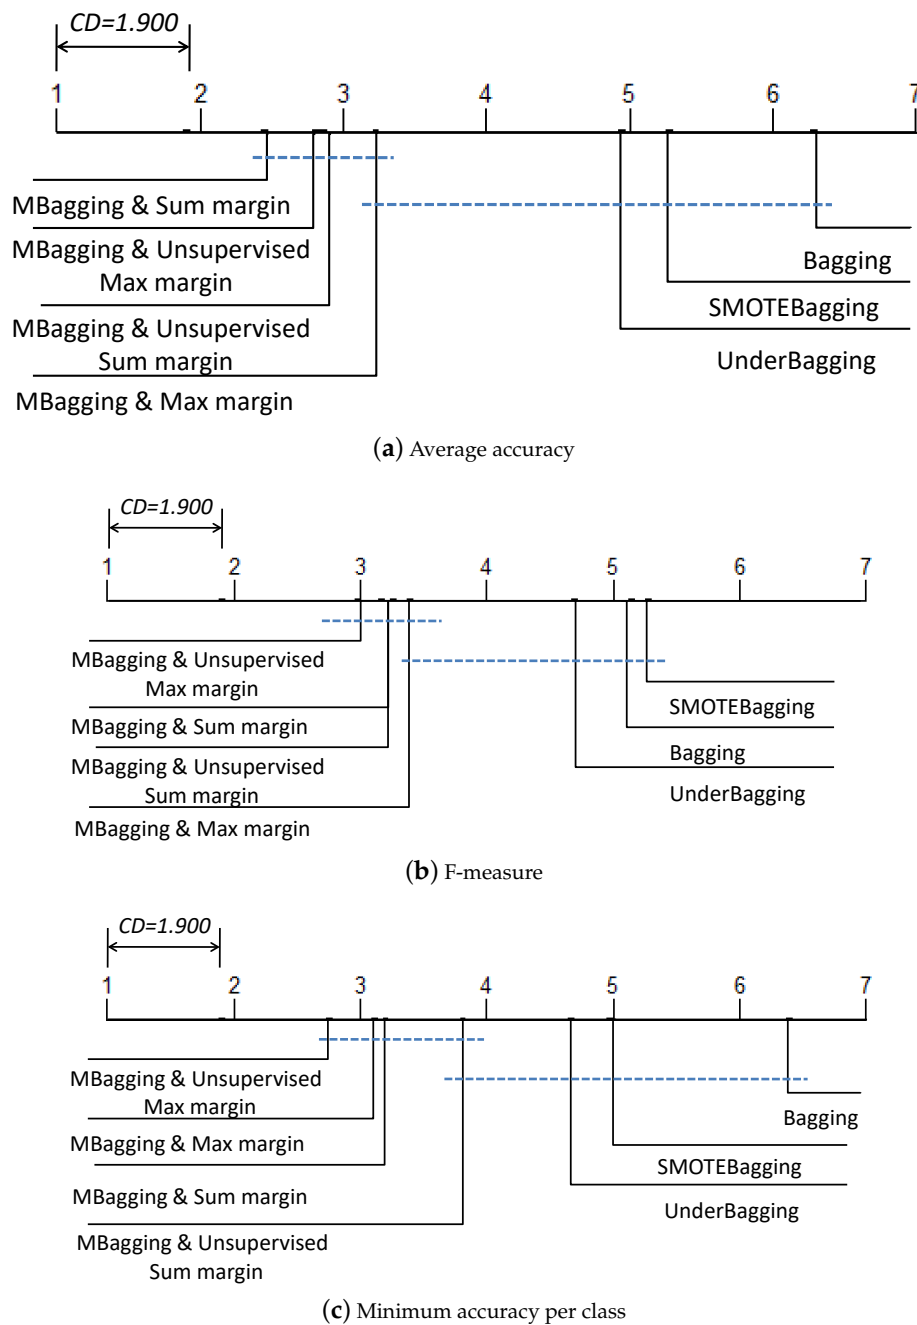 CD=1.900
1 2 3 4 5 6 7
MBagging & Sum margin
MBagging & Unsupervised
Max margin
MBagging & Unsupervised
Sum margin
MBagging & Max margin
Bagging
SMOTEBagging
UnderBagging
(a) Average accuracy
CD=1.900
1 2 3 4 5 6 7
MBagging & Unsupervised
Max margin
MBagging & Sum margin
MBagging & Unsupervised
Sum margin
MBagging & Max margin
SMOTEBagging
Bagging
UnderBagging
(b) F-measure
CD=1.900
1 2 3 4 5 6 7
MBagging & Unsupervised
Max margin
MBagging & Max margin
MBagging & Sum margin
MBagging & Unsupervised
Sum margin
Bagging
SMOTEBagging
UnderBagging
(c) Minimum accuracy per class